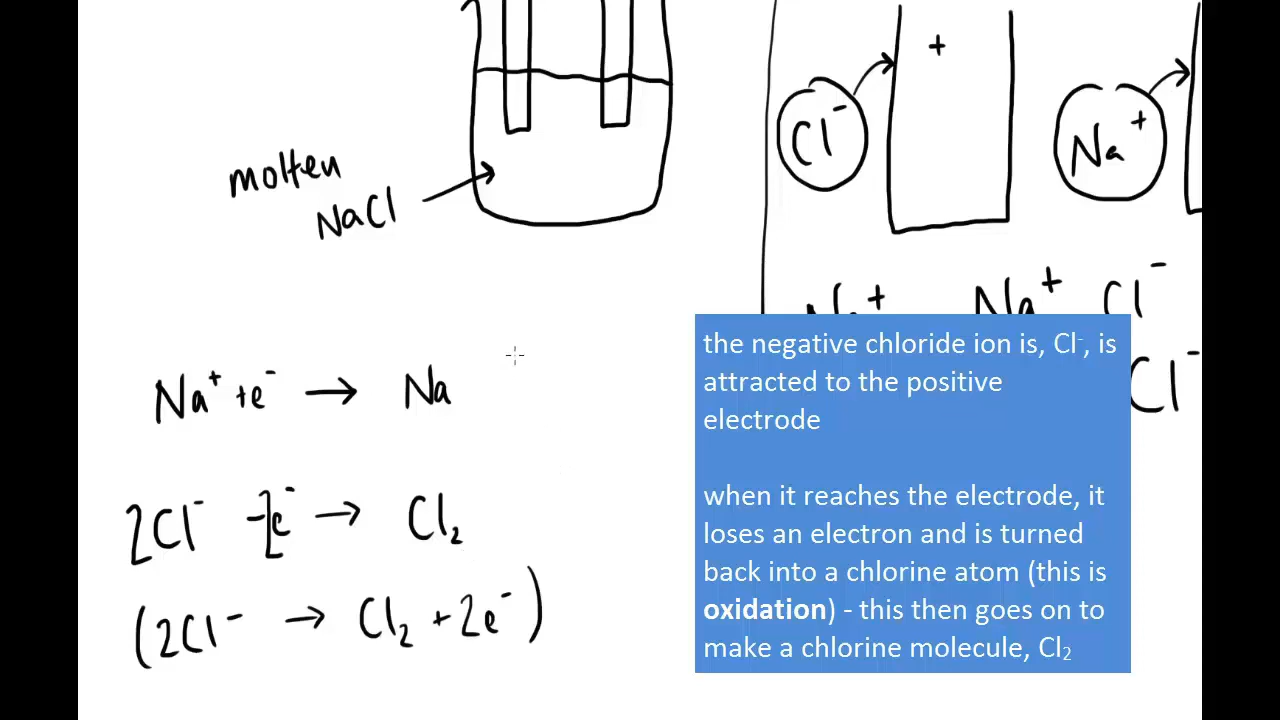 +
Cl⁻
Na⁺
molten
NaCl
Na⁺ Cl⁻
Cl⁻
Na⁺ +e⁻ → Na
2Cl⁻ -2e⁻ → Cl₂
(2Cl⁻ → Cl₂ + 2e⁻)
the negative chloride ion is, Cl⁻, is
attracted to the positive
electrode
when it reaches the electrode, it
loses an electron and is turned
back into a chlorine atom (this is
oxidation) - this then goes on to
make a chlorine molecule, Cl₂